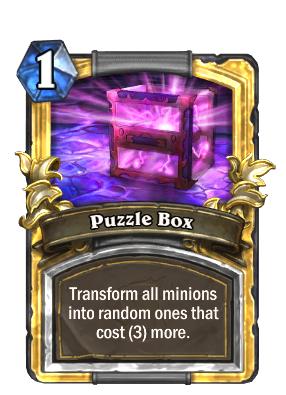 1
Puzzle Box
Transform all minions
into random ones that
cost (3) more.